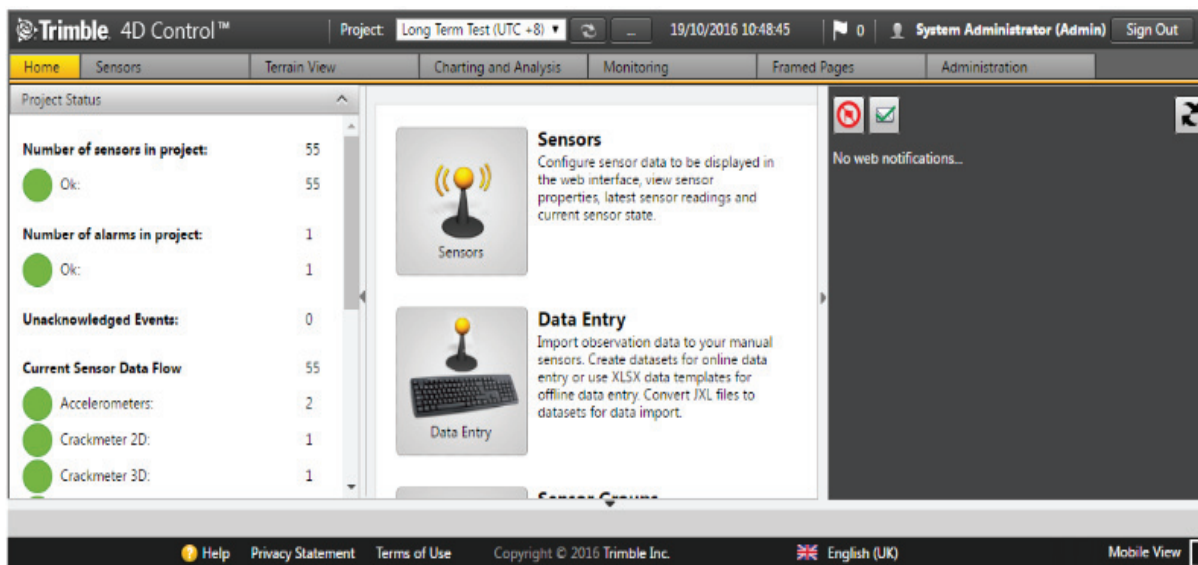 Trimble. 4D Control™
Project: Long Term Test (UTC +8) ... 19/10/2016 10:48:45 0 System Administrator (Admin) Sign Out
Home Sensors Terrain View Charting and Analysis Monitoring Framed Pages Administration
Project Status
Number of sensors in project: 55
Ok: 55
Number of alarms in project: 1
Ok: 1
Unacknowledged Events: 0
Current Sensor Data Flow 55
Accelerometers: 2
Crackmeter 2D: 1
Crackmeter 3D: 1
Sensors
Sensors
Configure sensor data to be displayed in
the web interface, view sensor
properties, latest sensor readings and
current sensor state.
Data Entry
Data Entry
Import observation data to your manual
sensors. Create datasets for online data
entry or use XLSX data templates for
offline data entry. Convert JXL files to
datasets for data import.
Sensor Groups
No web notifications...
Help Privacy Statement Terms of Use Copyright © 2016 Trimble Inc. English (UK) Mobile View